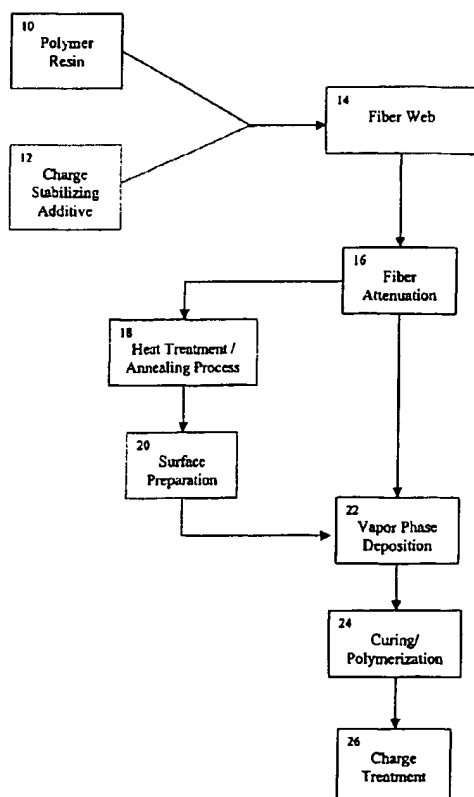 10
Polymer
Resin
12
Charge
Stabilizing
Additive
14
Fiber Web
16
Fiber
Attenuation
18
Heat Treatment /
Annealing Process
20
Surface
Preparation
22
Vapor Phase
Deposition
24
Curing/
Polymerization
26
Charge
Treatment